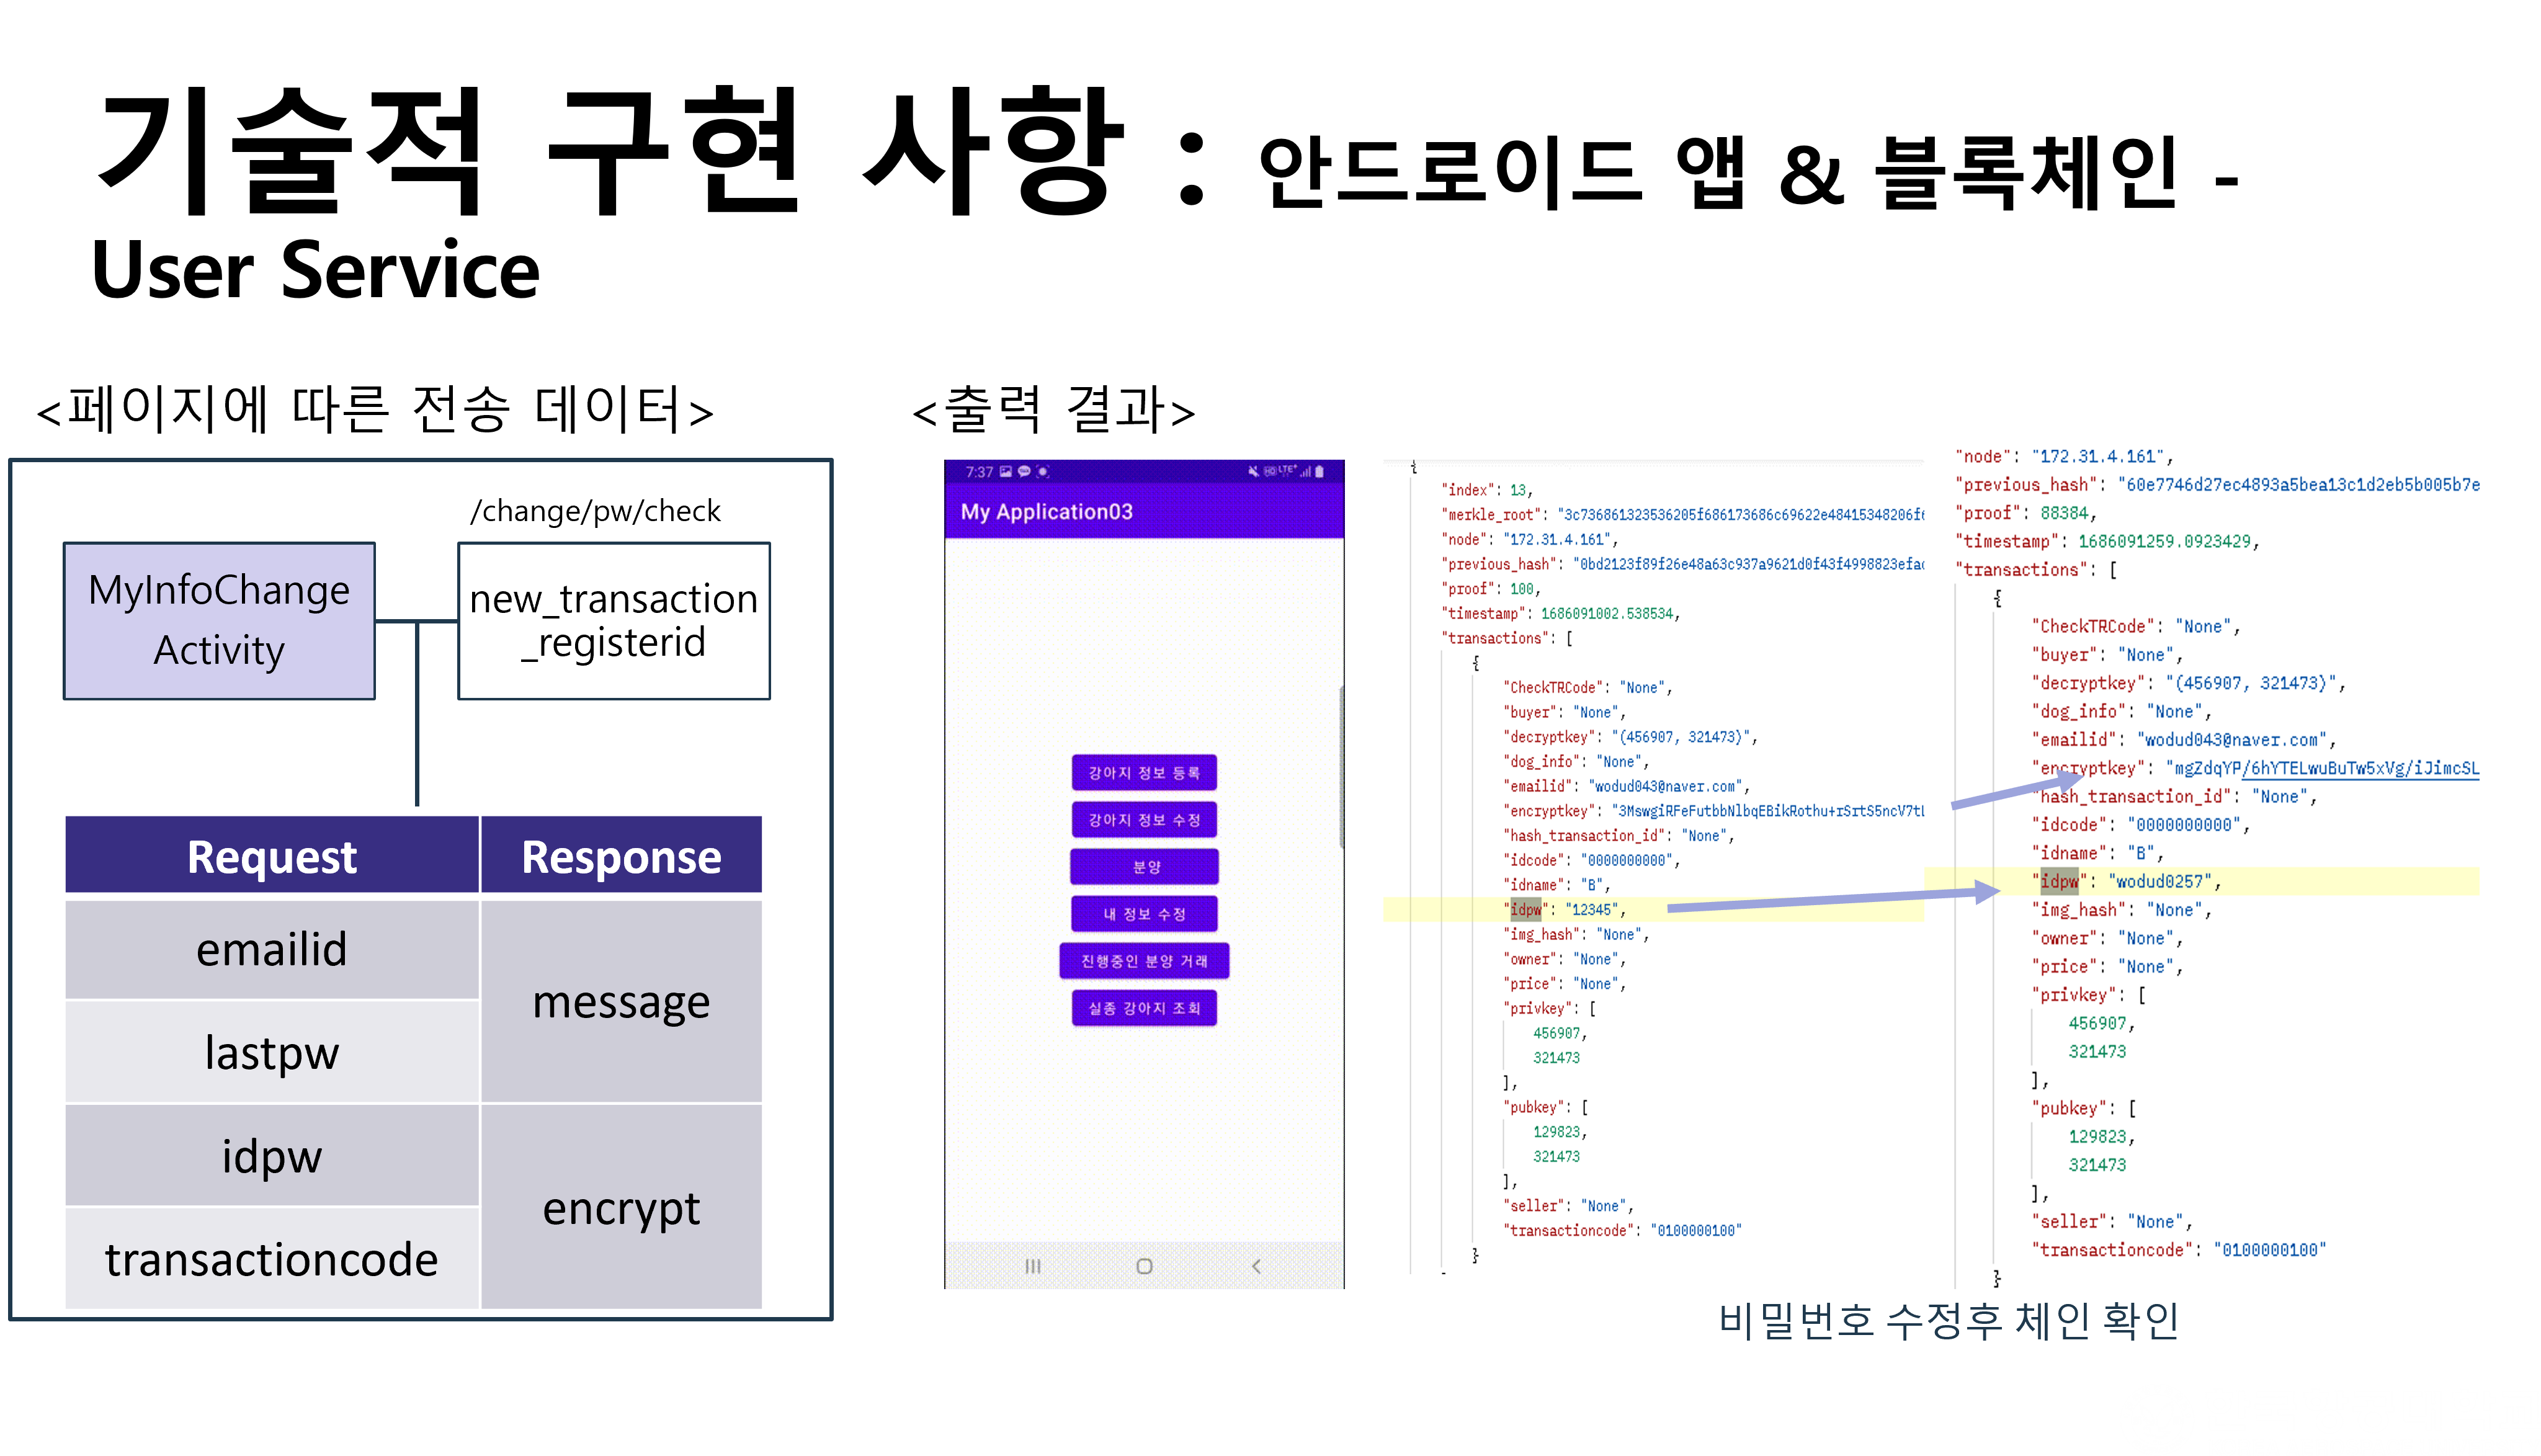 기술적 구현 사항 : 안드로이드 앱 & 블록체인 -
User Service
<페이지에 따른 전송 데이터>
/change/pw/check
MyInfoChange
Activity
new_transaction
_registerid
Request
Response
emailid
lastpw
message
idpw
transactioncode
encrypt
<출력 결과>
7:37
My Application03
강아지 정보 등록
강아지 정보 수정
분양
내 정보 수정
진행중인 분양 거래
실종 강아지 조회
{
"index": 13,
"merkle_root": "3c736861323536205f686173686c69622e48415348206f6
"node": "172.31.4.161",
"previous_hash": "0bd2123f89f26e48a63c937a9621d0f43f4998823efac
"proof": 100,
"timestamp": 1686091002.538534,
"transactions": [
{
"CheckTRCode": "None",
"buyer": "None",
"decryptkey": "(456907, 321473)",
"dog_info": "None",
"emailid": "wodud043@naver.com",
"encryptkey": "3MswgiRFeFutbbNlbqEBikRothu+rSrtS5ncV7tL
"hash_transaction_id": "None",
"idcode": "0000000000",
"idname": "B",
"idpw": "12345",
"img_hash": "None",
"owner": "None",
"price": "None",
"privkey": [
456907,
321473
],
"pubkey": [
129823,
321473
],
"seller": "None",
"transactioncode": "0100000100"
}
"node": "172.31.4.161",
"previous_hash": "60e7746d27ec4893a5bea13c1d2eb5b005b7e
"proof": 88384,
"timestamp": 1686091259.0923429,
"transactions": [
{
"CheckTRCode": "None",
"buyer": "None",
"decryptkey": "(456907, 321473)",
"dog_info": "None",
"emailid": "wodud043@naver.com",
"encryptkey": "mgZdqYP/6hYTELwuBuTw5xVg/iJimcSL
"hash_transaction_id": "None",
"idcode": "0000000000",
"idname": "B",
"idpw": "wodud0257",
"img_hash": "None",
"owner": "None",
"price": "None",
"privkey": [
456907,
321473
],
"pubkey": [
129823,
321473
],
"seller": "None",
"transactioncode": "0100000100"
}
비밀번호 수정후 체인 확인